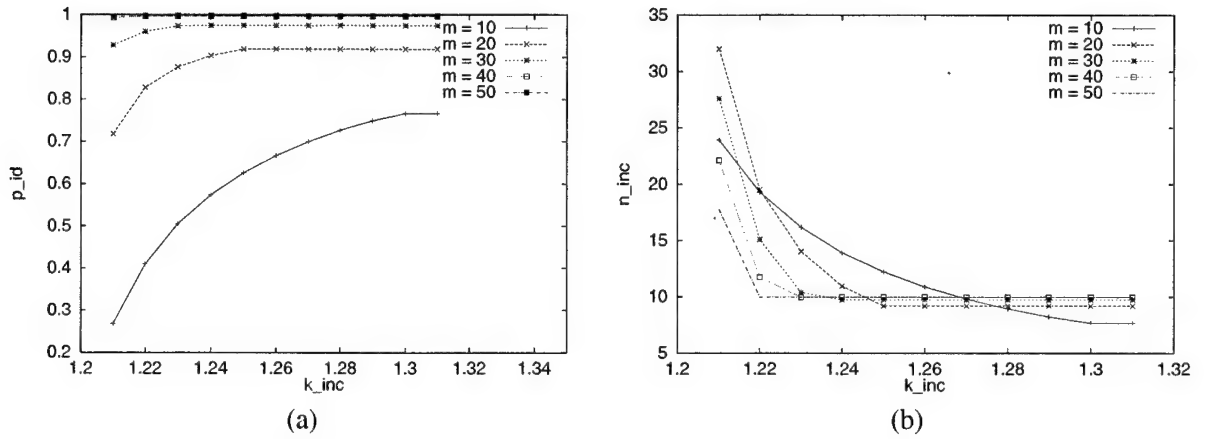 1
0.9
0.8
0.7
0.6
0.5
0.4
0.3
0.2
p_id
1.2
1.22
1.24
1.26
1.28
1.3
1.32
1.34
k_inc
m = 10
m = 20
m = 30
m = 40
m = 50
(a)
35
30
25
20
15
10
5
n_inc
1.2
1.22
1.24
1.26
1.28
1.3
1.32
k_inc
m = 10
m = 20
m = 30
m = 40
m = 50
(b)